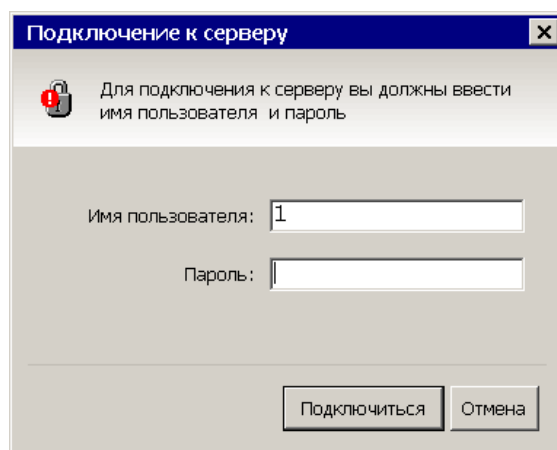 Подключение к серверу
Для подключения к серверу вы должны ввести
имя пользователя и пароль
Имя пользователя: 1
Пароль:
Подключиться Отмена